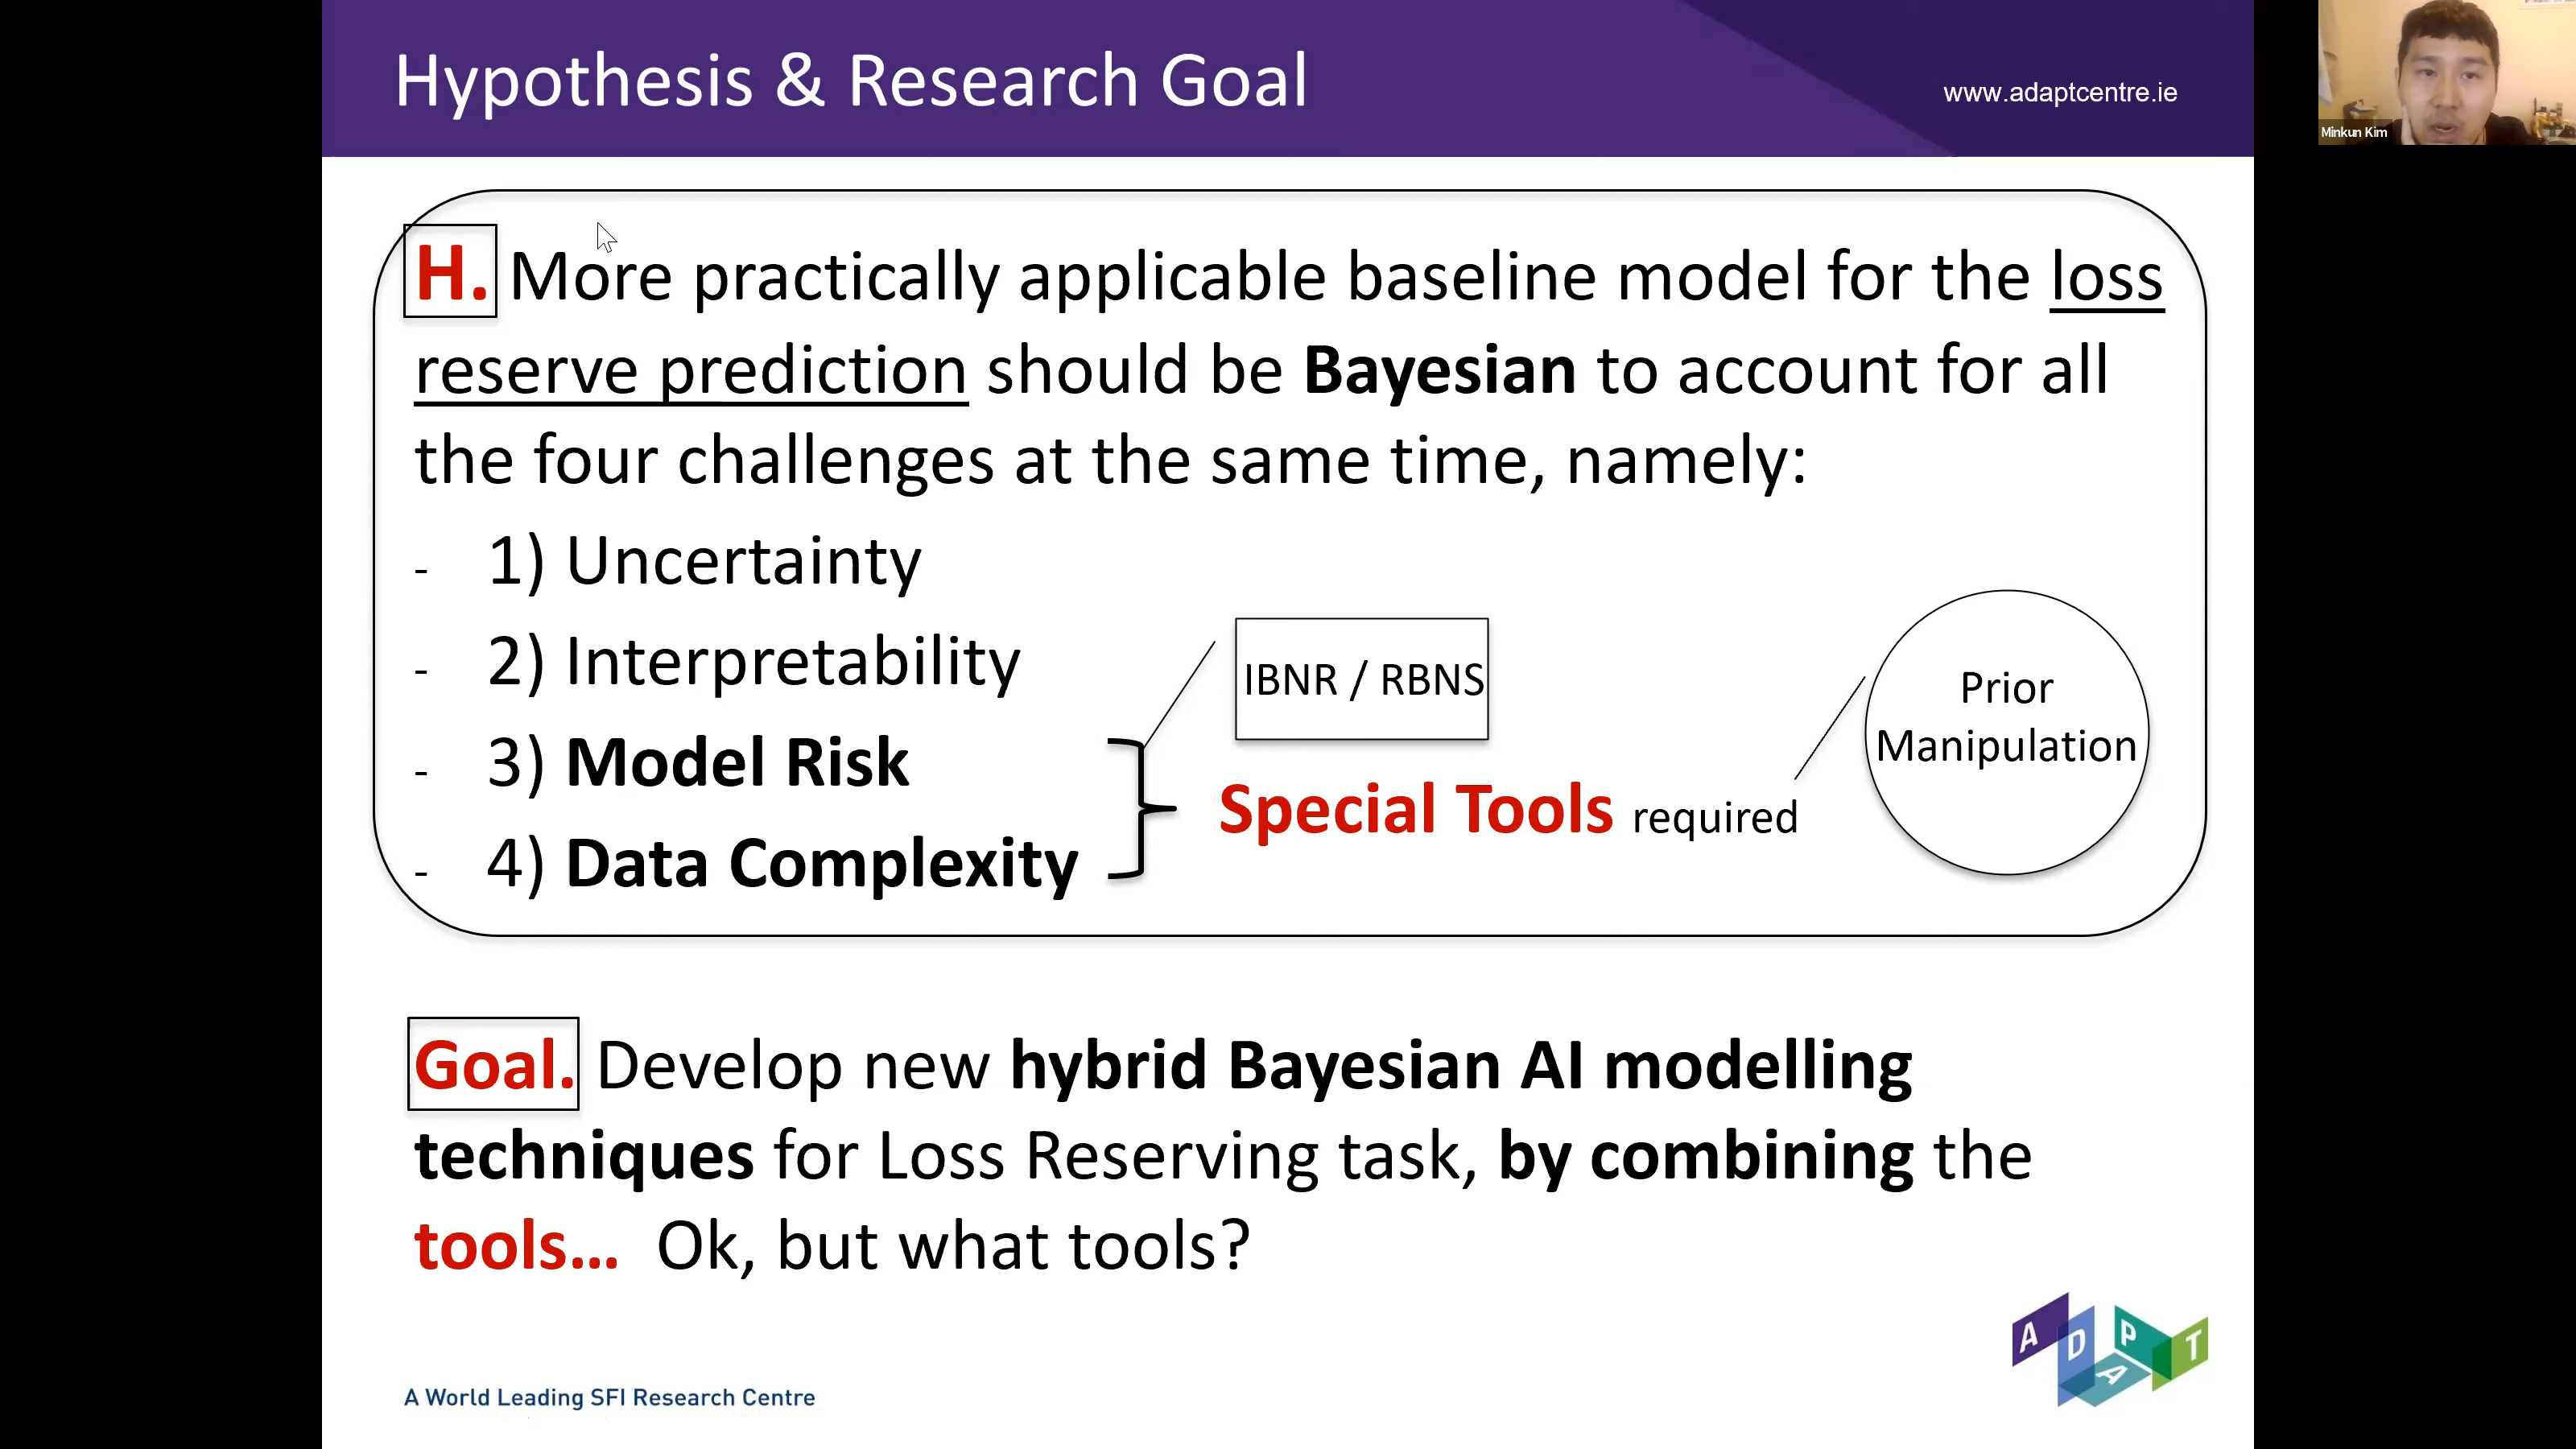 Hypothesis & Research Goal
www.adaptcentre.ie
Minkun Kim
H. More practically applicable baseline model for the loss
reserve prediction should be Bayesian to account for all
the four challenges at the same time, namely:
- 1) Uncertainty
- 2) Interpretability
- 3) Model Risk
- 4) Data Complexity
IBNR / RBNS
Special Tools required
Prior
Manipulation
Goal. Develop new hybrid Bayesian AI modelling
techniques for Loss Reserving task, by combining the
tools... Ok, but what tools?
A World Leading SFI Research Centre
ADAPT